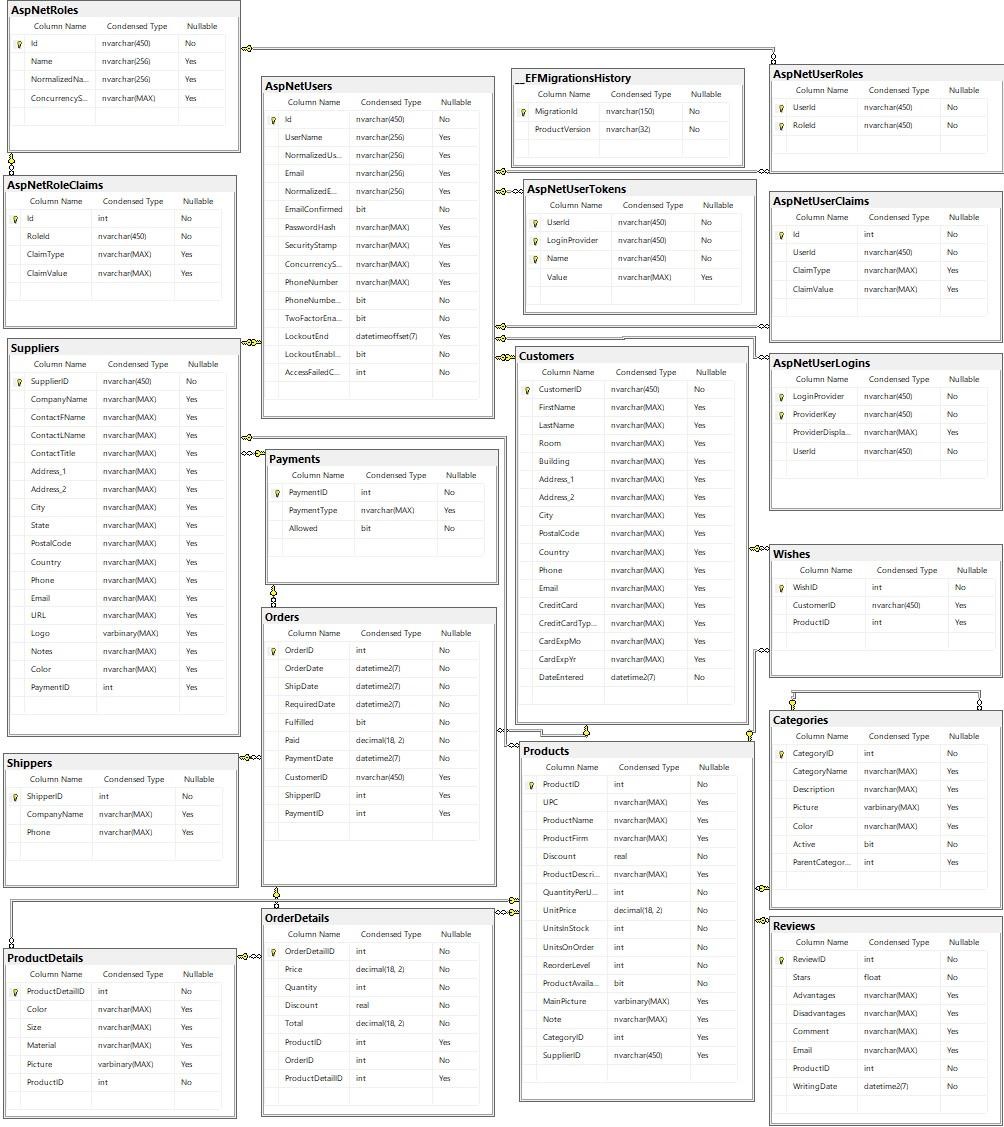 AspNetRoles
Column Name Condensed Type Nullable
Id nvarchar(450) No
Name nvarchar(256) Yes
NormalizedNa... nvarchar(256) Yes
ConcurrencyS... nvarchar(MAX) Yes
AspNetUsers
Column Name Condensed Type Nullable
Id nvarchar(450) No
UserName nvarchar(256) Yes
NormalizedUs... nvarchar(256) Yes
Email nvarchar(256) Yes
NormalizedE... nvarchar(256) Yes
EmailConfirmed bit No
PasswordHash nvarchar(MAX) Yes
SecurityStamp nvarchar(MAX) Yes
ConcurrencyS... nvarchar(MAX) Yes
PhoneNumber nvarchar(MAX) Yes
PhoneNumbe... bit No
TwoFactorEna... bit No
LockoutEnd datetimeoffset(7) Yes
LockoutEnabl... bit No
AccessFailedC... int No
__EFMigrationsHistory
Column Name Condensed Type Nullable
MigrationId nvarchar(150) No
ProductVersion nvarchar(32) No
AspNetUserRoles
Column Name Condensed Type Nullable
UserId nvarchar(450) No
RoleId nvarchar(450) No
AspNetRoleClaims
Column Name Condensed Type Nullable
Id int No
RoleId nvarchar(450) No
ClaimType nvarchar(MAX) Yes
ClaimValue nvarchar(MAX) Yes
AspNetUserTokens
Column Name Condensed Type Nullable
UserId nvarchar(450) No
LoginProvider nvarchar(450) No
Name nvarchar(450) No
Value nvarchar(MAX) Yes
AspNetUserClaims
Column Name Condensed Type Nullable
Id int No
UserId nvarchar(450) No
ClaimType nvarchar(MAX) Yes
ClaimValue nvarchar(MAX) Yes
Suppliers
Column Name Condensed Type Nullable
SupplierID nvarchar(450) No
CompanyName nvarchar(MAX) Yes
ContactFName nvarchar(MAX) Yes
ContactLName nvarchar(MAX) Yes
ContactTitle nvarchar(MAX) Yes
Address_1 nvarchar(MAX) Yes
Address_2 nvarchar(MAX) Yes
City nvarchar(MAX) Yes
State nvarchar(MAX) Yes
PostalCode nvarchar(MAX) Yes
Country nvarchar(MAX) Yes
Phone nvarchar(MAX) Yes
Email nvarchar(MAX) Yes
URL nvarchar(MAX) Yes
Logo varbinary(MAX) Yes
Notes nvarchar(MAX) Yes
Color nvarchar(MAX) Yes
PaymentID int Yes
Customers
Column Name Condensed Type Nullable
CustomerID nvarchar(450) No
FirstName nvarchar(MAX) Yes
LastName nvarchar(MAX) Yes
Room nvarchar(MAX) Yes
Building nvarchar(MAX) Yes
Address_1 nvarchar(MAX) Yes
Address_2 nvarchar(MAX) Yes
City nvarchar(MAX) Yes
PostalCode nvarchar(MAX) Yes
Country nvarchar(MAX) Yes
Phone nvarchar(MAX) Yes
Email nvarchar(MAX) Yes
CreditCard nvarchar(MAX) Yes
CreditCardTyp... nvarchar(MAX) Yes
CardExpMo nvarchar(MAX) Yes
CardExpYr nvarchar(MAX) Yes
DateEntered datetime2(7) No
AspNetUserLogins
Column Name Condensed Type Nullable
LoginProvider nvarchar(450) No
ProviderKey nvarchar(450) No
ProviderDispla... nvarchar(MAX) Yes
UserId nvarchar(450) No
Payments
Column Name Condensed Type Nullable
PaymentID int No
PaymentType nvarchar(MAX) Yes
Allowed bit No
Wishes
Column Name Condensed Type Nullable
WishID int No
CustomerID nvarchar(450) Yes
ProductID int Yes
Orders
Column Name Condensed Type Nullable
OrderID int No
OrderDate datetime2(7) No
ShipDate datetime2(7) No
RequiredDate datetime2(7) No
Fulfilled bit No
Paid decimal(18, 2) No
PaymentDate datetime2(7) No
CustomerID nvarchar(450) Yes
ShipperID int Yes
PaymentID int Yes
Categories
Column Name Condensed Type Nullable
CategoryID int No
CategoryName nvarchar(MAX) Yes
Description nvarchar(MAX) Yes
Picture varbinary(MAX) Yes
Color nvarchar(MAX) Yes
Active bit No
ParentCategor... int Yes
Shippers
Column Name Condensed Type Nullable
ShipperID int No
CompanyName nvarchar(MAX) Yes
Phone nvarchar(MAX) Yes
Products
Column Name Condensed Type Nullable
ProductID int No
UPC nvarchar(MAX) Yes
ProductName nvarchar(MAX) Yes
ProductFirm nvarchar(MAX) Yes
Discount real No
ProductDescri... nvarchar(MAX) Yes
QuantityPerU... int No
UnitPrice decimal(18, 2) No
UnitsInStock int No
UnitsOnOrder int No
ReorderLevel int No
ProductAvaila... bit No
MainPicture varbinary(MAX) Yes
Note nvarchar(MAX) Yes
CategoryID int Yes
SupplierID nvarchar(450) Yes
OrderDetails
Column Name Condensed Type Nullable
OrderDetailID int No
Price decimal(18, 2) No
Quantity int No
Discount real No
Total decimal(18, 2) No
ProductID int Yes
OrderID int No
ProductDetailID int Yes
Reviews
Column Name Condensed Type Nullable
ReviewID int No
Stars float No
Advantages nvarchar(MAX) Yes
Disadvantages nvarchar(MAX) Yes
Comment nvarchar(MAX) Yes
Email nvarchar(MAX) Yes
ProductID int No
WritingDate datetime2(7) No
ProductDetails
Column Name Condensed Type Nullable
ProductDetailID int No
Color nvarchar(MAX) Yes
Size nvarchar(MAX) Yes
Material nvarchar(MAX) Yes
Picture varbinary(MAX) Yes
ProductID int No